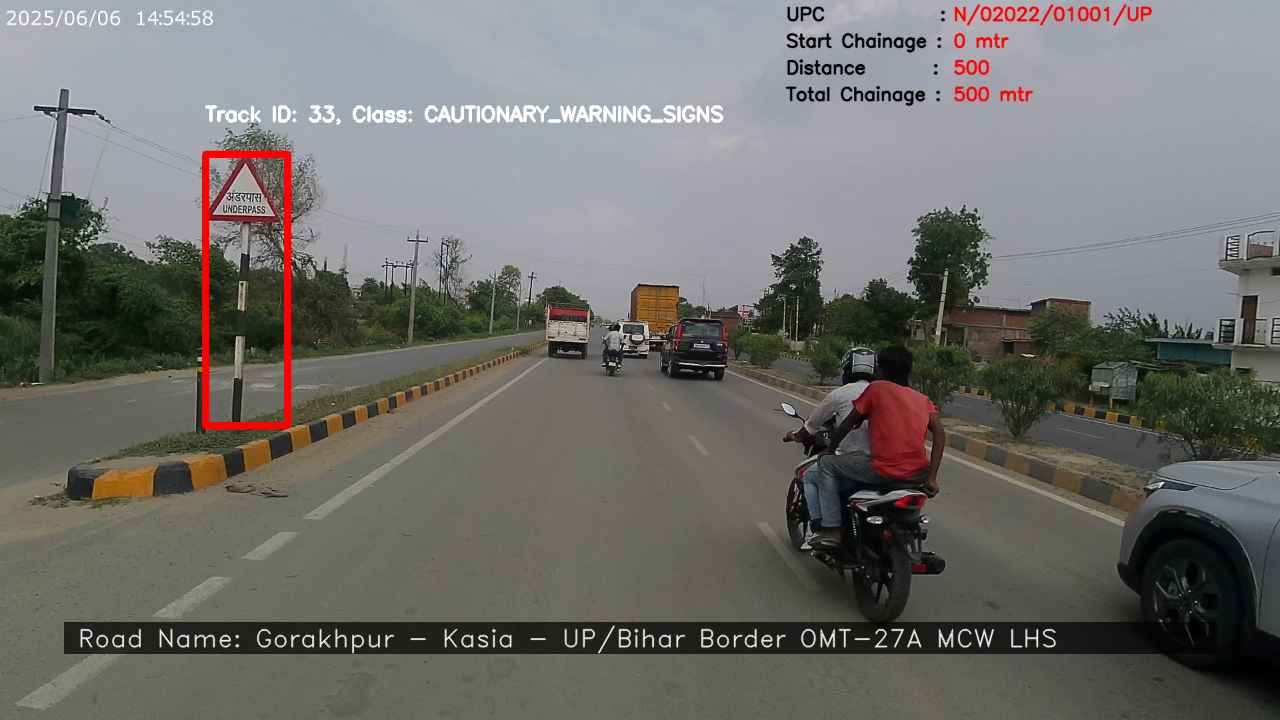 2025/06/06 14:54:58
UPC : N/02022/01001/UP
Start Chainage : 0 mtr
Distance : 500
Total Chainage : 500 mtr
Track ID: 33, Class: CAUTIONARY_WARNING_SIGNS
अंडरपास
UNDERPASS
Road Name: Gorakhpur - Kasia - UP/Bihar Border OMT-27A MCW LHS